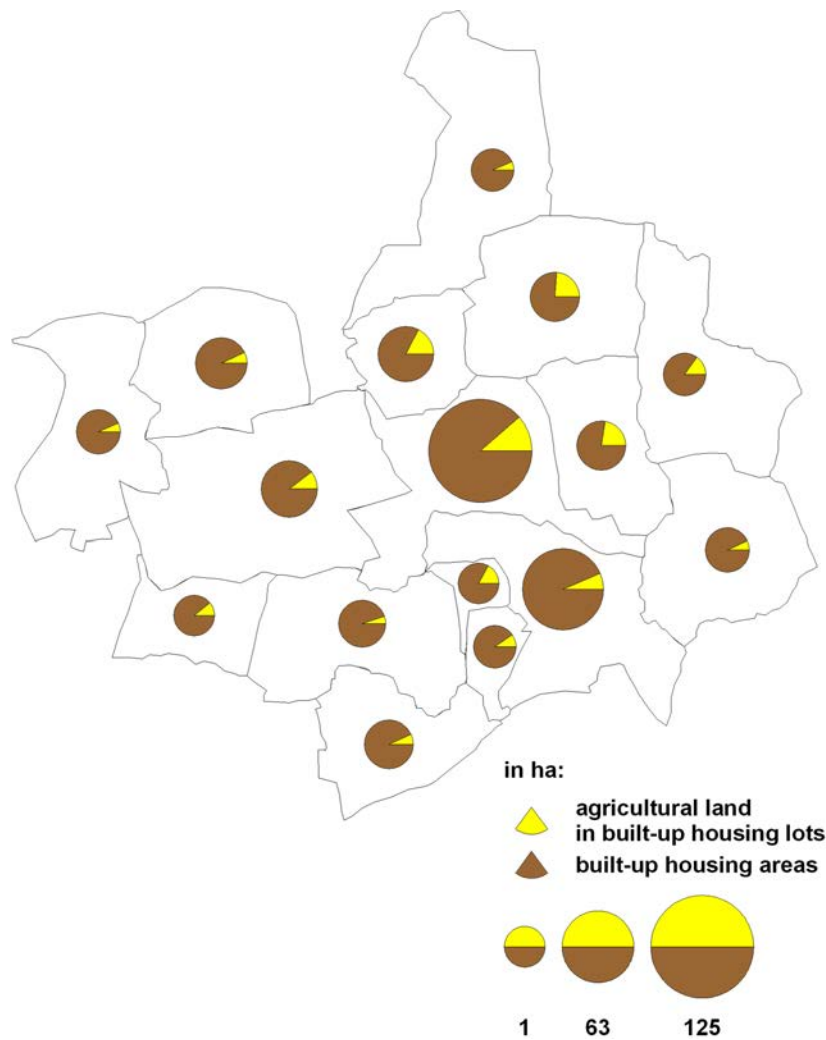 in ha:
agricultural land
in built-up housing lots
built-up housing areas
1 63 125